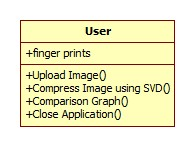 User
+finger prints
+Upload Image()
+Compress Image using SVD()
+Comparison Graph()
+Close Application()